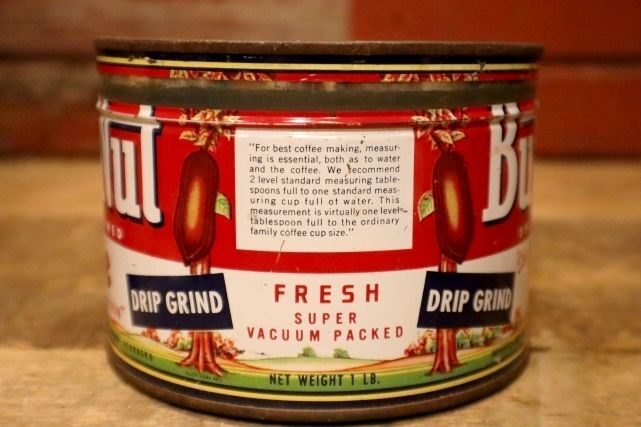 Nut
Bu
"For best coffee making, measur-
ing is essential, both as to water
and the coffee. We recommend
2 level standard measuring table-
spoons full to one standard meas-
uring cup full of water. This
measurement is virtually one level
tablespoon full to the ordinary
family coffee cup size."
DRIP GRIND
FRESH
SUPER
VACUUM PACKED
DRIP GRIND
NET WEIGHT 1 LB.